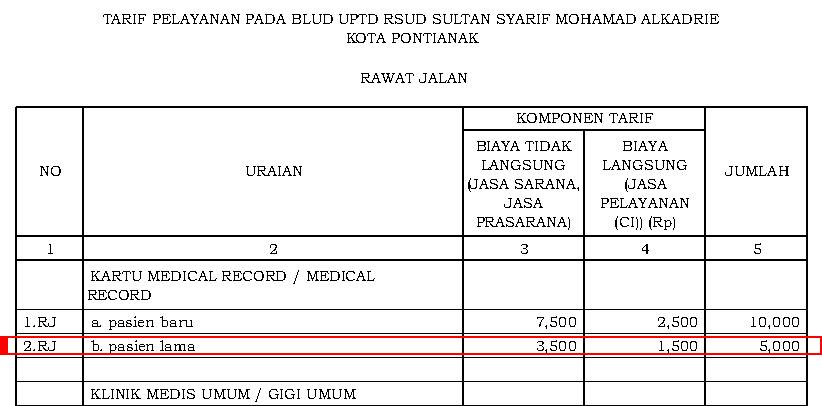 TARIF PELAYANAN PADA BLUD UPTD RSUD SULTAN SYARIF MOHAMAD ALKADRIE
KOTA PONTIANAK
RAWAT JALAN
NO URAIAN KOMPONEN TARIF JUMLAH
BIAYA TIDAK LANGSUNG (JASA SARANA, JASA PRASARANA) BIAYA LANGSUNG (JASA PELAYANAN (CI)) (Rp)
1 2 3 4 5
KARTU MEDICAL RECORD / MEDICAL
RECORD
1.RJ a. pasien baru 7,500 2,500 10,000
2.RJ b. pasien lama 3,500 1,500 5,000
KLINIK MEDIS UMUM / GIGI UMUM